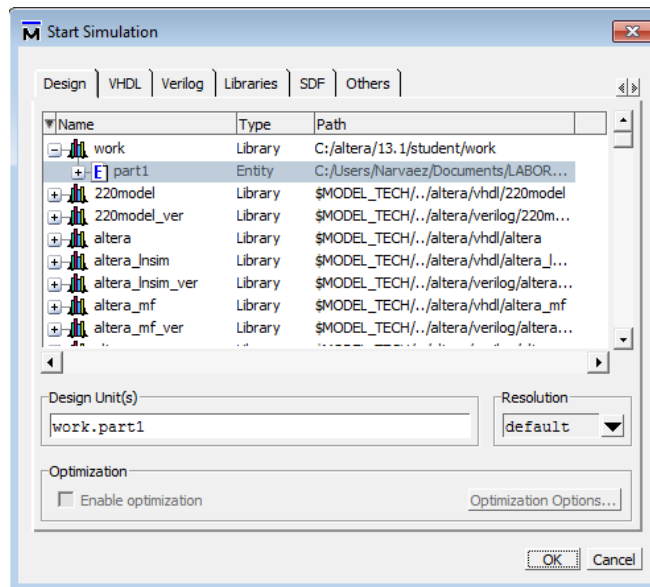 M Start Simulation
Design VHDL Verilog Libraries SDF Others
Name Type Path
work Library C:/altera/13.1/student/work
E part1 Entity C:/Users/Narvaez/Documents/LABOR...
220model Library $MODEL_TECH/../altera/vhdl/220model
220model_ver Library $MODEL_TECH/../altera/verilog/220m...
altera Library $MODEL_TECH/../altera/vhdl/altera
altera_lnsim Library $MODEL_TECH/../altera/vhdl/altera_l...
altera_lnsim_ver Library $MODEL_TECH/../altera/verilog/altera...
altera_mf Library $MODEL_TECH/../altera/vhdl/altera_mf
altera_mf_ver Library $MODEL_TECH/../altera/verilog/altera...
Design Unit(s) Resolution
work.part1 default
Optimization
Enable optimization Optimization Options...
OK Cancel